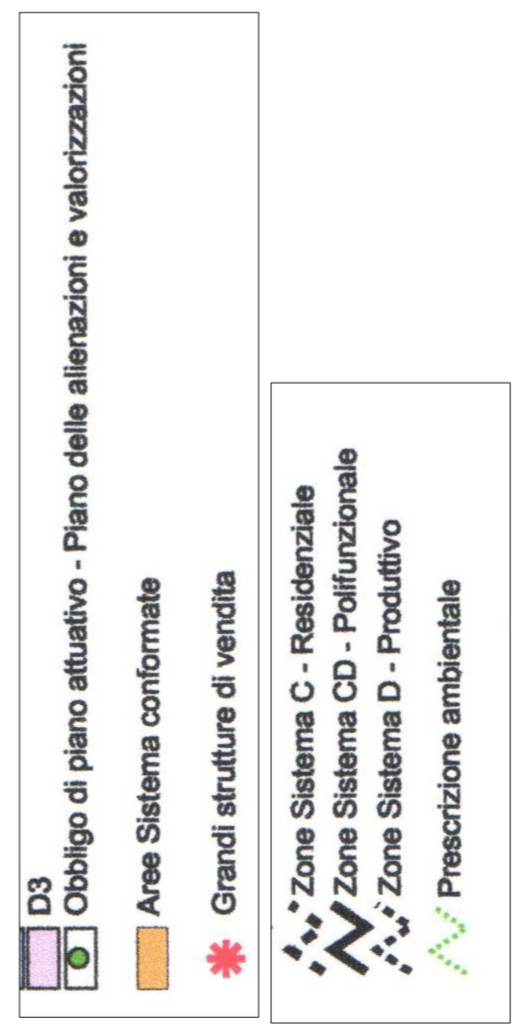 D3
Obbligo di piano attuativo - Piano delle alienazioni e valorizzazioni
Aree Sistema conformate
Grandi strutture di vendita
Zone Sistema C - Residenziale
Zone Sistema CD - Polifunzionale
Zone Sistema D - Produttivo
Prescrizione ambientale